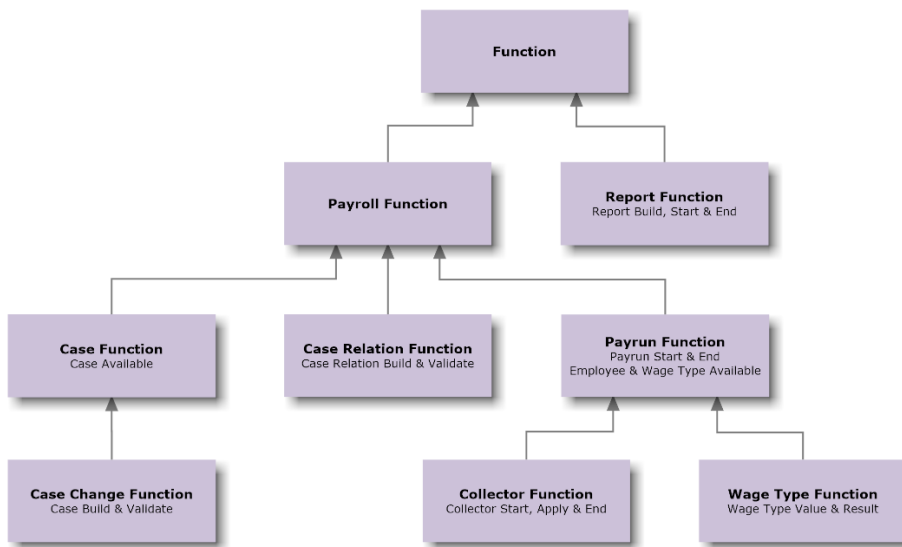 Function
Payroll Function
Report Function
Report Build, Start & End
Case Function
Case Available
Case Relation Function
Case Relation Build & Validate
Payrun Function
Payrun Start & End
Employee & Wage Type Available
Case Change Function
Case Build & Validate
Collector Function
Collector Start, Apply & End
Wage Type Function
Wage Type Value & Result